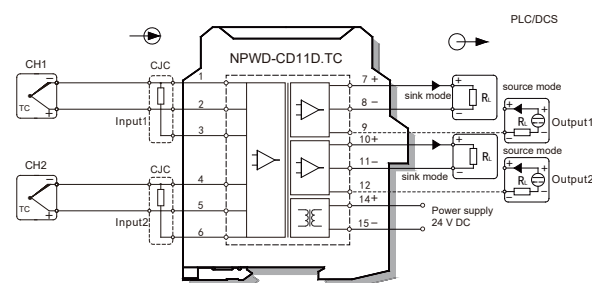 PLC/DCS
NPWD-CD11D.TC
CH1
CJC
TC
Input1
1
2
3
CH2
CJC
TC
Input2
4
5
6
7 +
8 −
9
10+
11−
12
14+
15−
sink mode
RL
source mode
RL
Output1
sink mode
RL
source mode
RL
Output2
Power supply
24 V DC